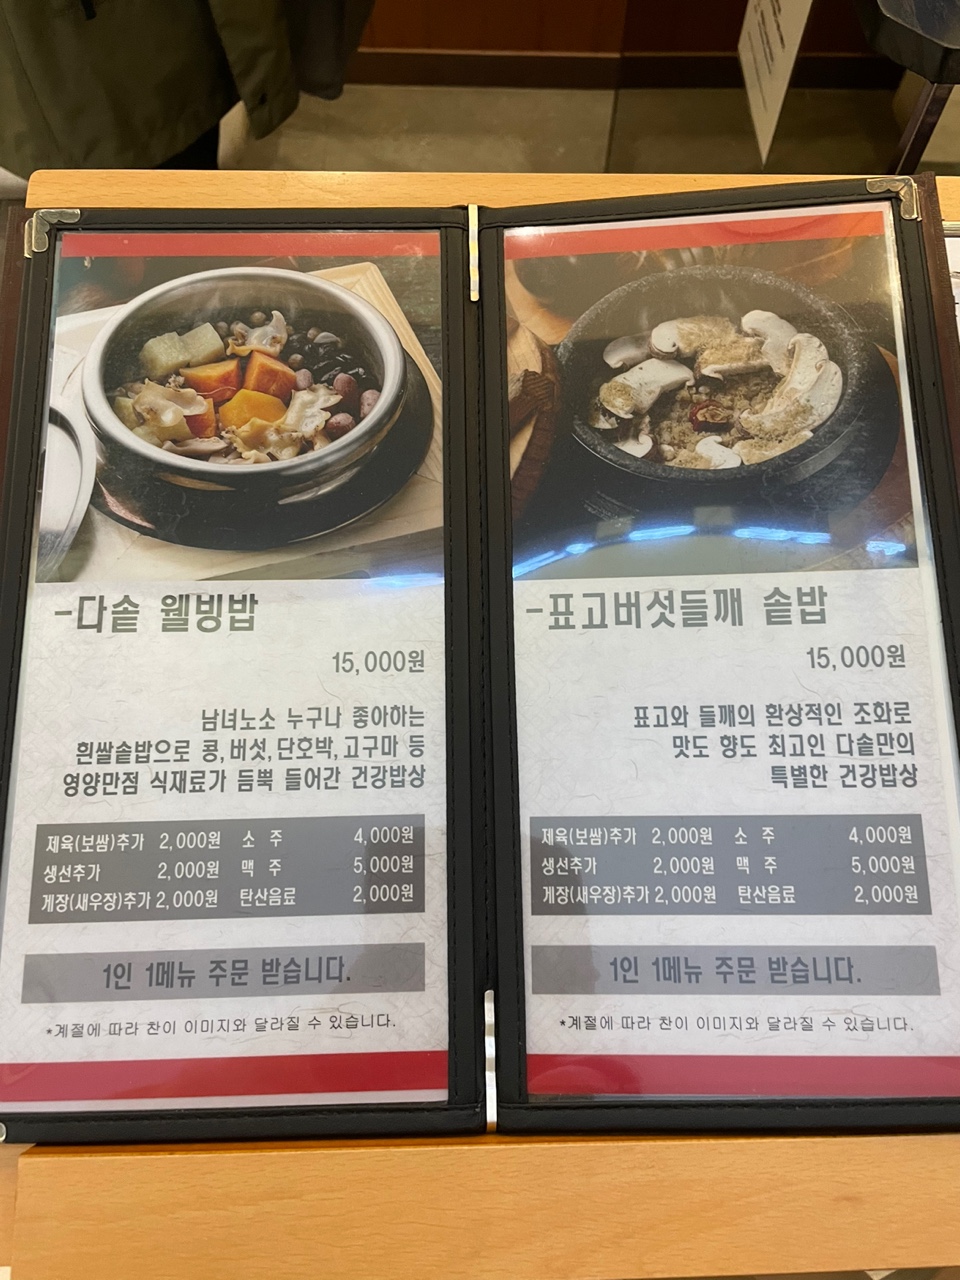 -다솥 웰빙밥
15,000원
남녀노소 누구나 좋아하는
흰쌀솥밥으로 콩, 버섯, 단호박, 고구마 등
영양만점 식재료가 듬뿍 들어간 건강밥상
제육(보쌈)추가 2,000원 소 주 4,000원
생선추가 2,000원 맥 주 5,000원
게장(새우장)추가 2,000원 탄산음료 2,000원
1인 1메뉴 주문 받습니다.
*계절에 따라 찬이 이미지와 달라질 수 있습니다.
-표고버섯들깨 솥밥
15,000원
표고와 들깨의 환상적인 조화로
맛도 향도 최고인 다솥만의
특별한 건강밥상
제육(보쌈)추가 2,000원 소 주 4,000원
생선추가 2,000원 맥 주 5,000원
게장(새우장)추가 2,000원 탄산음료 2,000원
1인 1메뉴 주문 받습니다.
*계절에 따라 찬이 이미지와 달라질 수 있습니다.